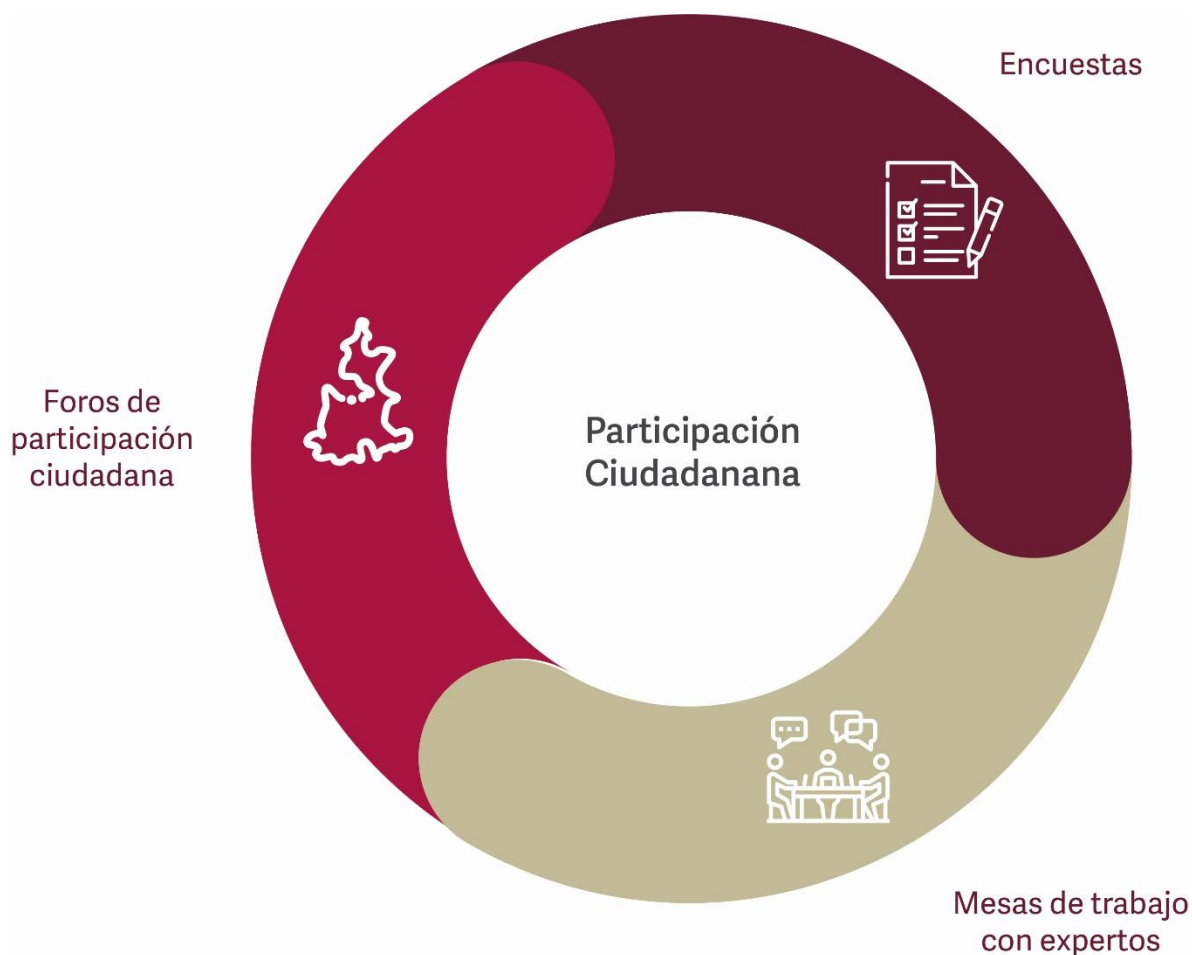 Encuestas
Foros de
participación
ciudadana
Participación
Ciudadanana
Mesas de trabajo
con expertos